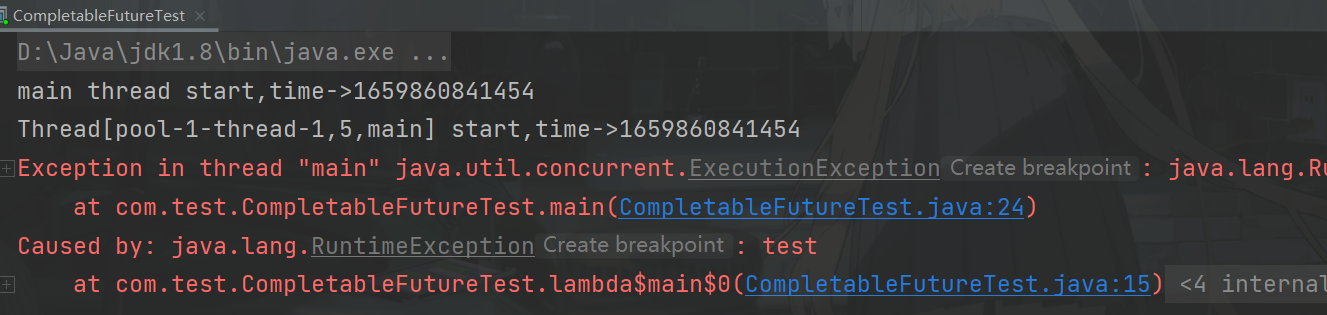 CompletableFutureTest ×
D:\Java\jdk1.8\bin\java.exe ...
main thread start,time->1659860841454
Thread[pool-1-thread-1,5,main] start,time->1659860841454
Exception in thread "main" java.util.concurrent.ExecutionException Create breakpoint : java.lang.Ru
at com.test.CompletableFutureTest.main(CompletableFutureTest.java:24)
Caused by: java.lang.RuntimeException Create breakpoint : test
at com.test.CompletableFutureTest.lambda$main$0(CompletableFutureTest.java:15) <4 internal